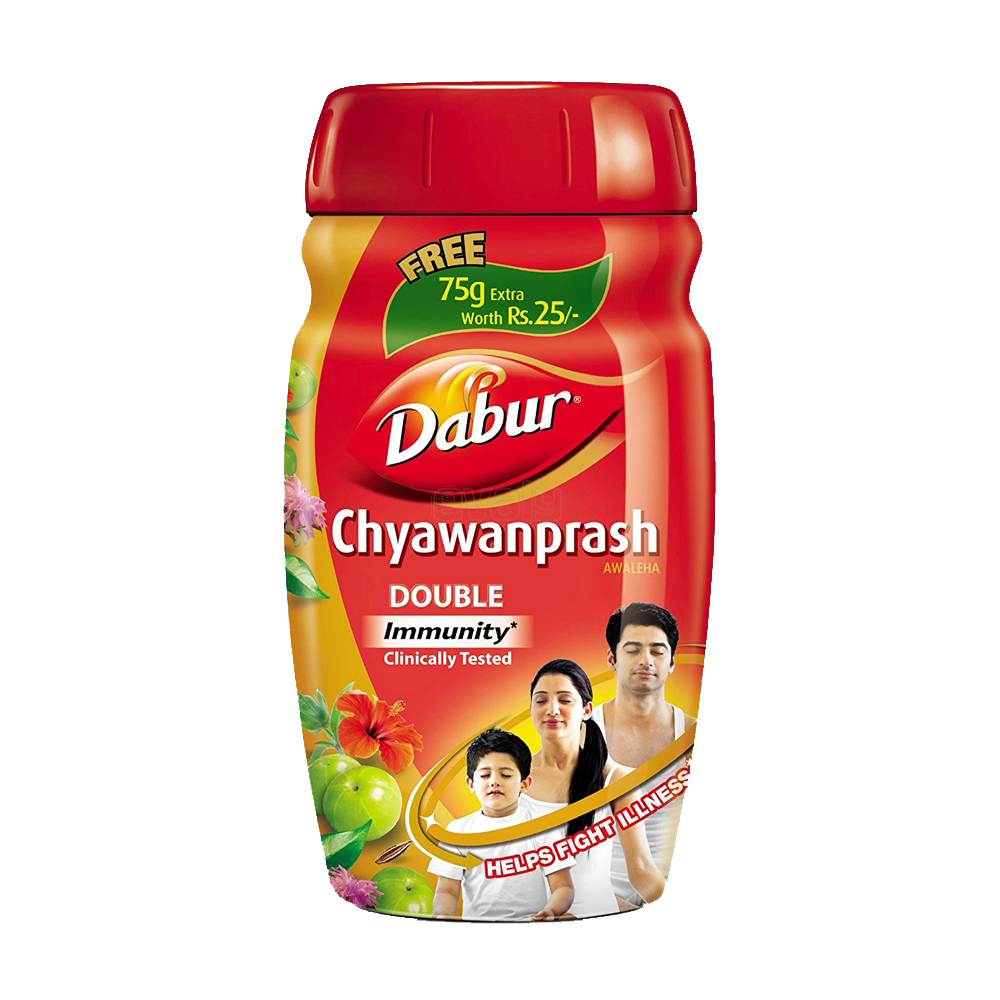 FREE
75g Extra
Worth Rs.25/-
Dabur®
Chyawanprash
AWALEHA
DOUBLE
Immunity*
Clinically Tested
HELPS FIGHT ILLNESS*